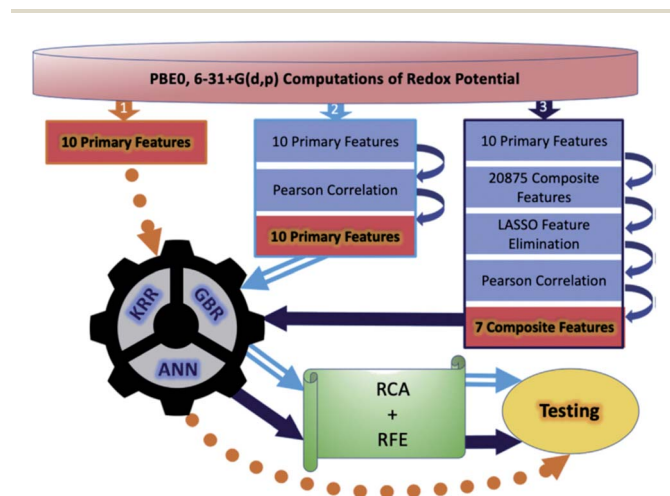 PBE0, 6-31+G(d,p) Computations of Redox Potential
1
2
3
10 Primary Features
10 Primary Features
Pearson Correlation
10 Primary Features
10 Primary Features
20875 Composite
Features
LASSO Feature
Elimination
Pearson Correlation
7 Composite Features
KRR
GBR
ANN
RCA
+
RFE
Testing